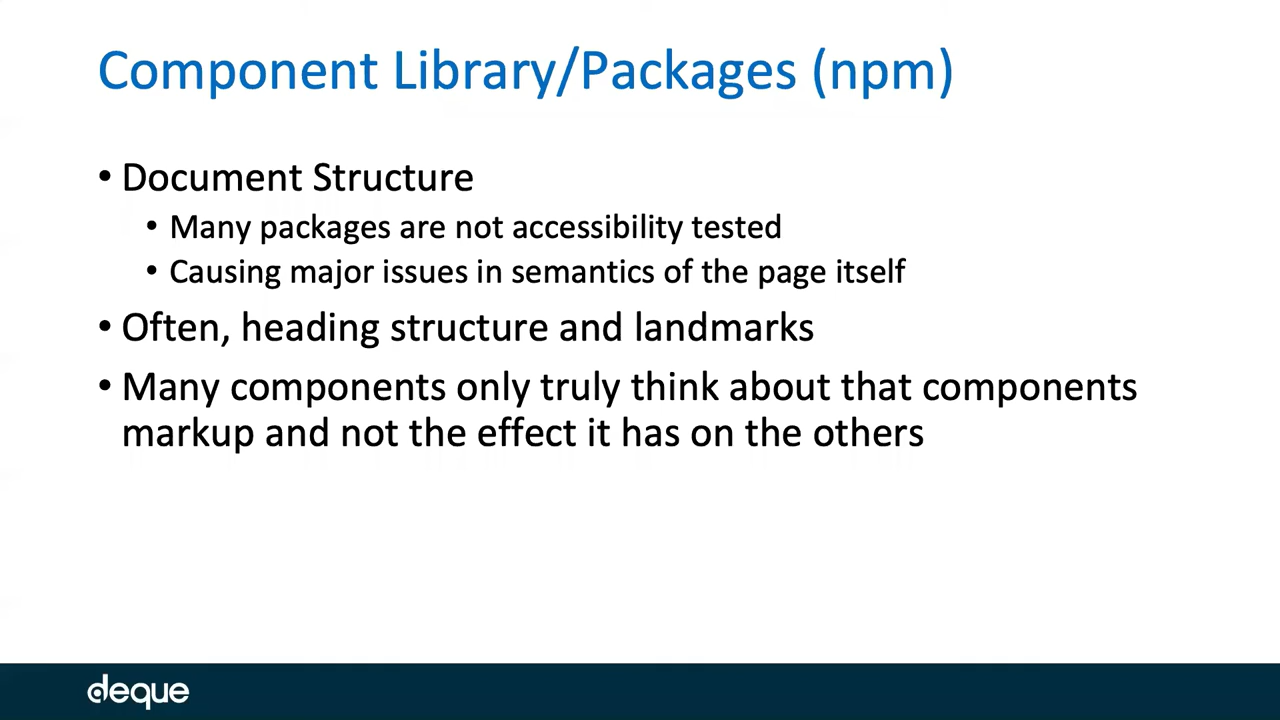 Component Library/Packages (npm)
• Document Structure
• Many packages are not accessibility tested
• Causing major issues in semantics of the page itself
• Often, heading structure and landmarks
• Many components only truly think about that components
markup and not the effect it has on the others
deque